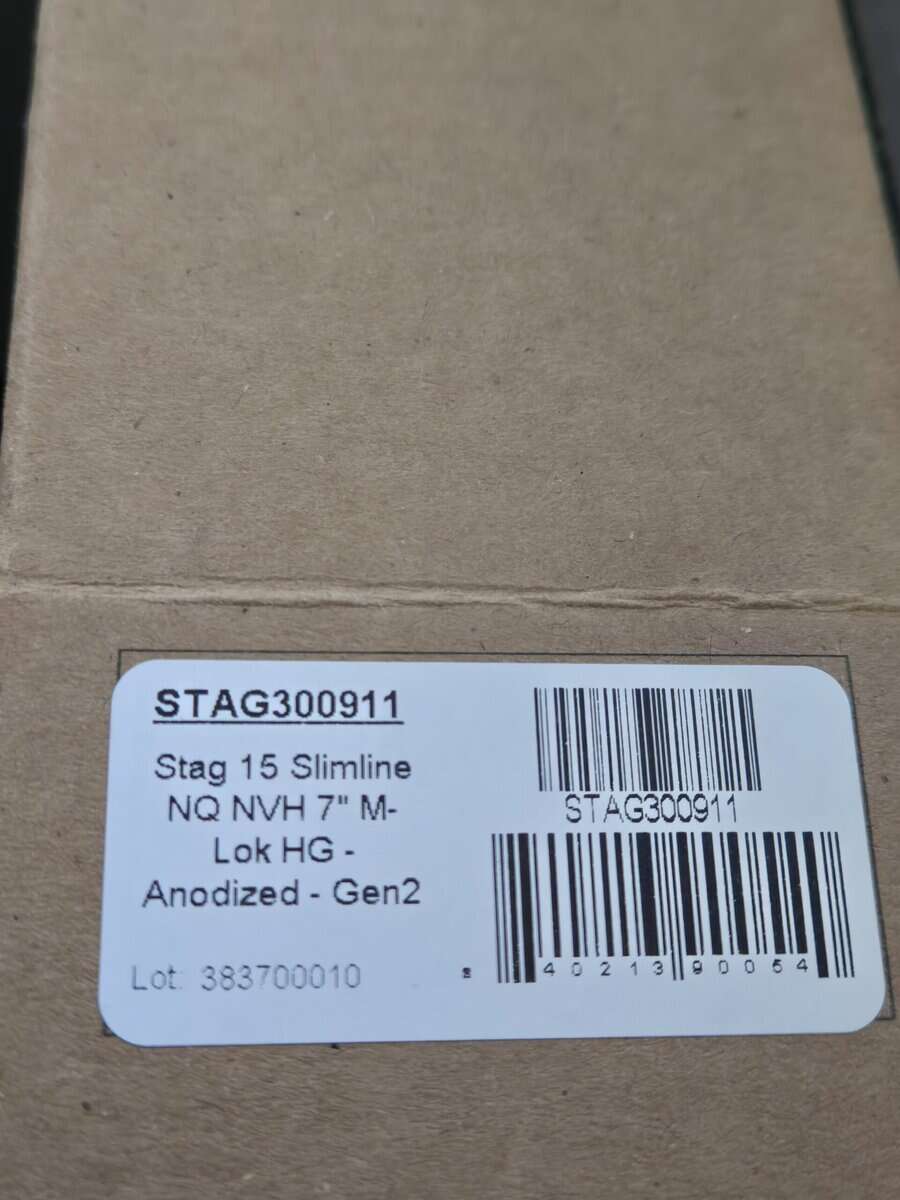 STAG300911
Stag 15 Slimline
NQ NVH 7" M-
Lok HG -
Anodized - Gen2
Lot: 383700010
STAG300911
40213 90054